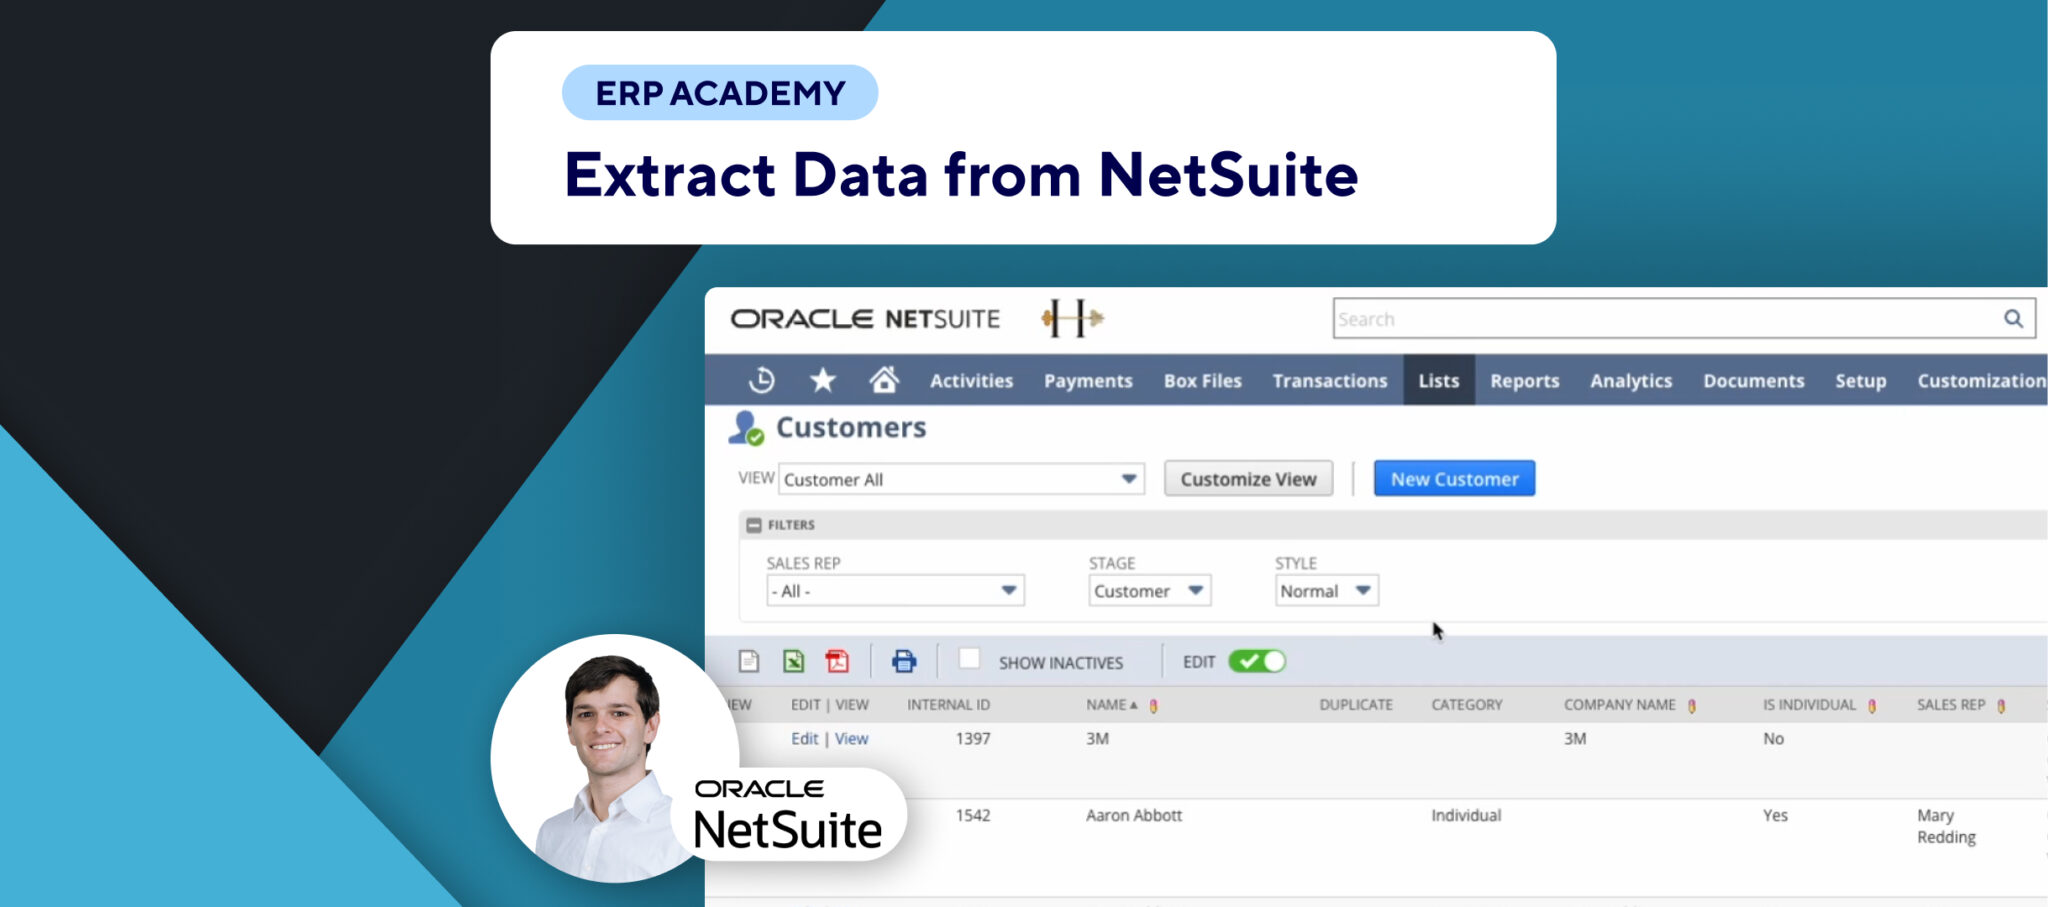 ERP ACADEMY
Extract Data from NetSuite
ORACLE NETSUITE H Search
Activities Payments Box Files Transactions Lists Reports Analytics Documents Setup Customization
Customers
VIEW Customer All Customize View New Customer
FILTERS
SALES REP STAGE STYLE
- All - Customer Normal
SHOW INACTIVES EDIT
EDIT | VIEW INTERNAL ID NAME DUPLICATE CATEGORY COMPANY NAME IS INDIVIDUAL SALES REP
Edit | View 1397 3M 3M No
1542 Aaron Abbott Individual Yes Mary
Redding
ORACLE
NetSuite